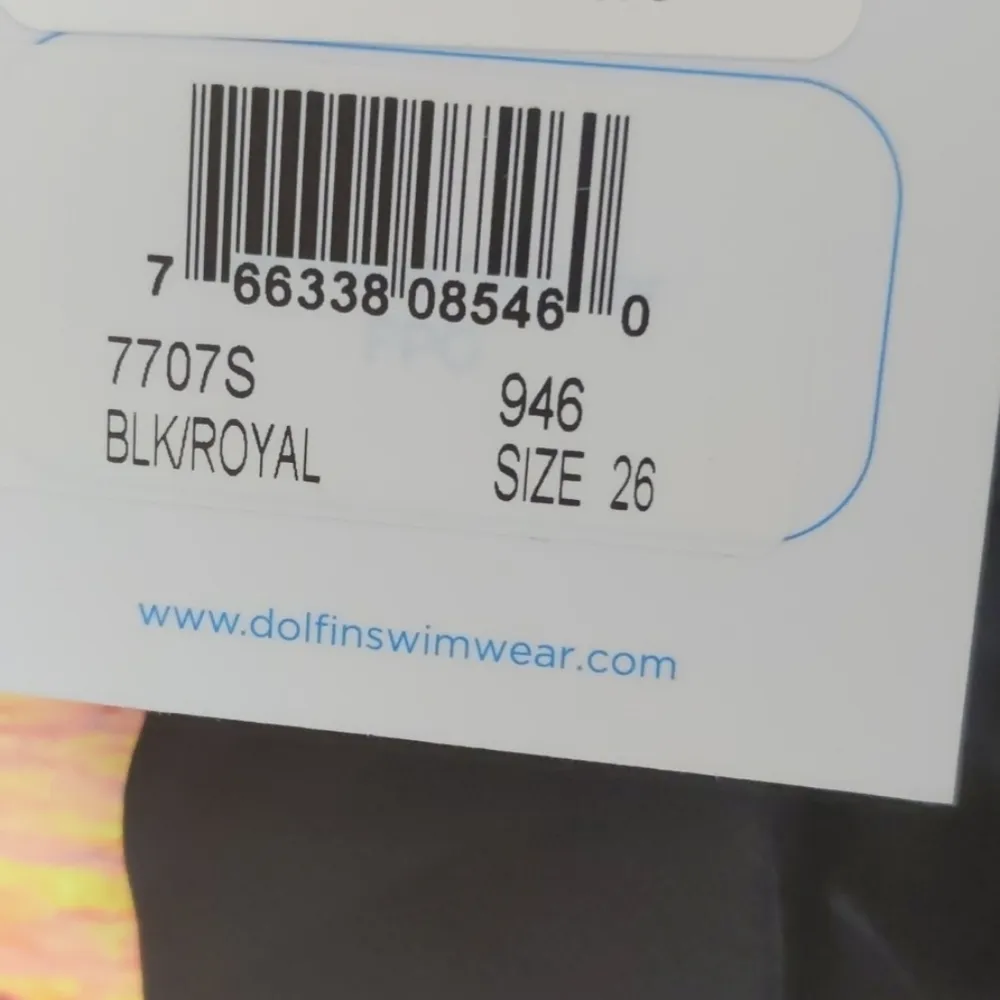 7 66338 08546 0
7707S 946
BLK/ROYAL SIZE 26
www.dolfinswimwear.com